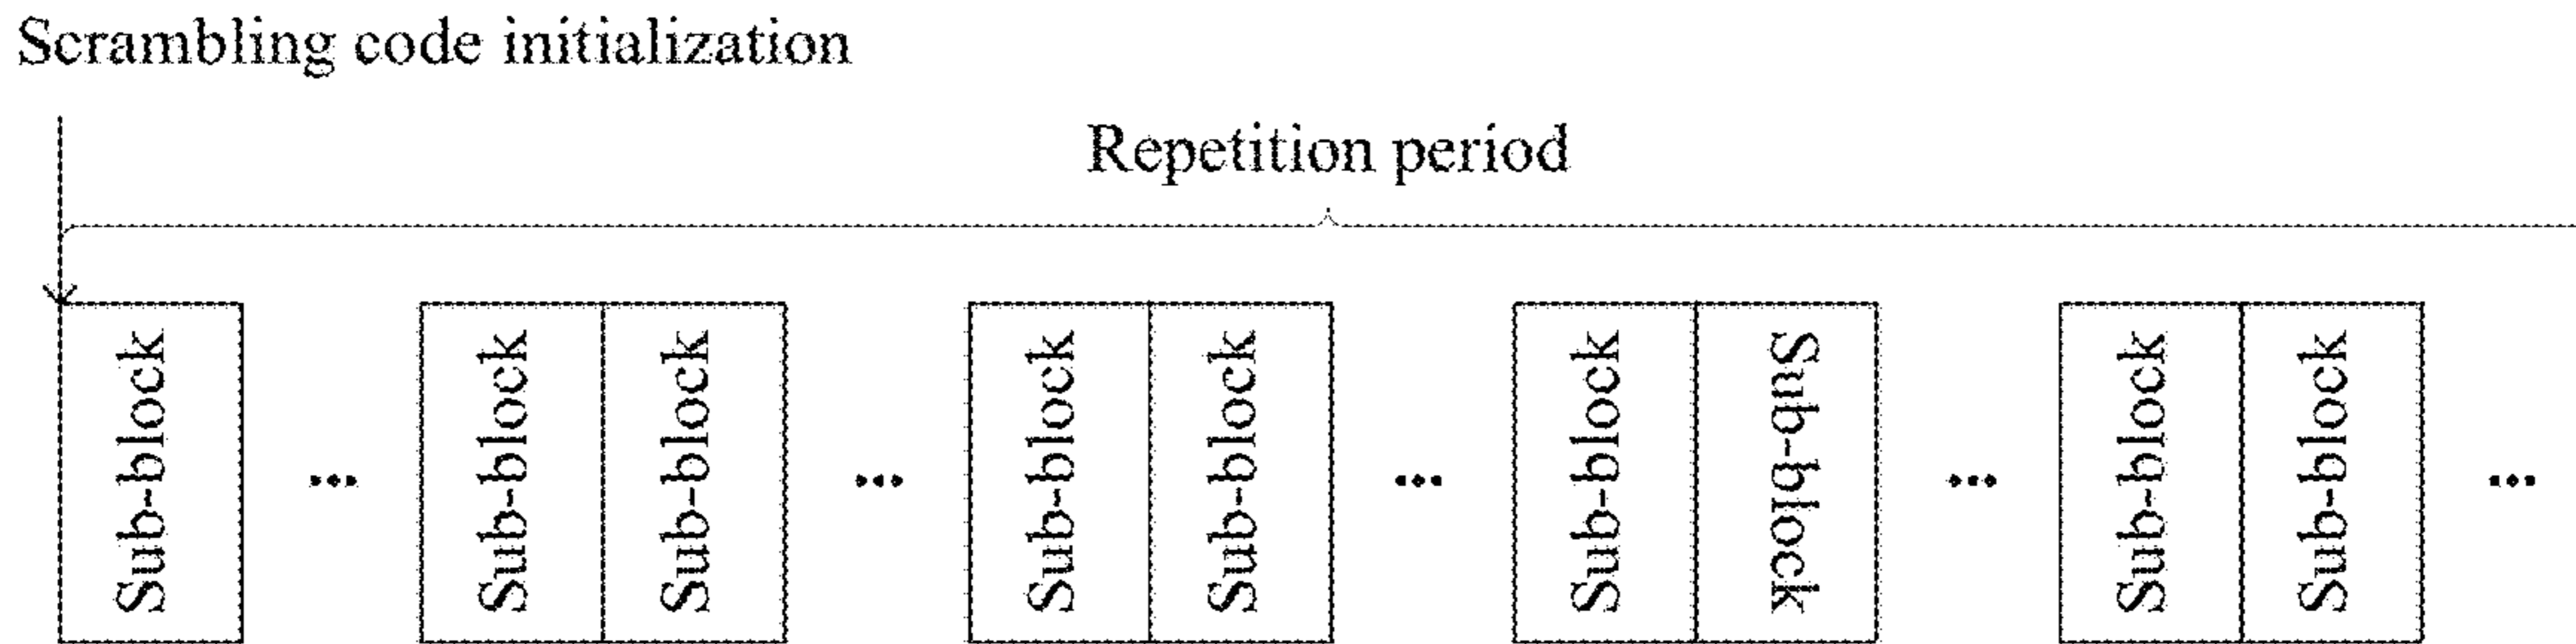 Scrambling code initialization
Repetition period
Sub-block
...
Sub-block
Sub-block
...
Sub-block
Sub-block
...
Sub-block
Sub-block
...
Sub-block
Sub-block
...